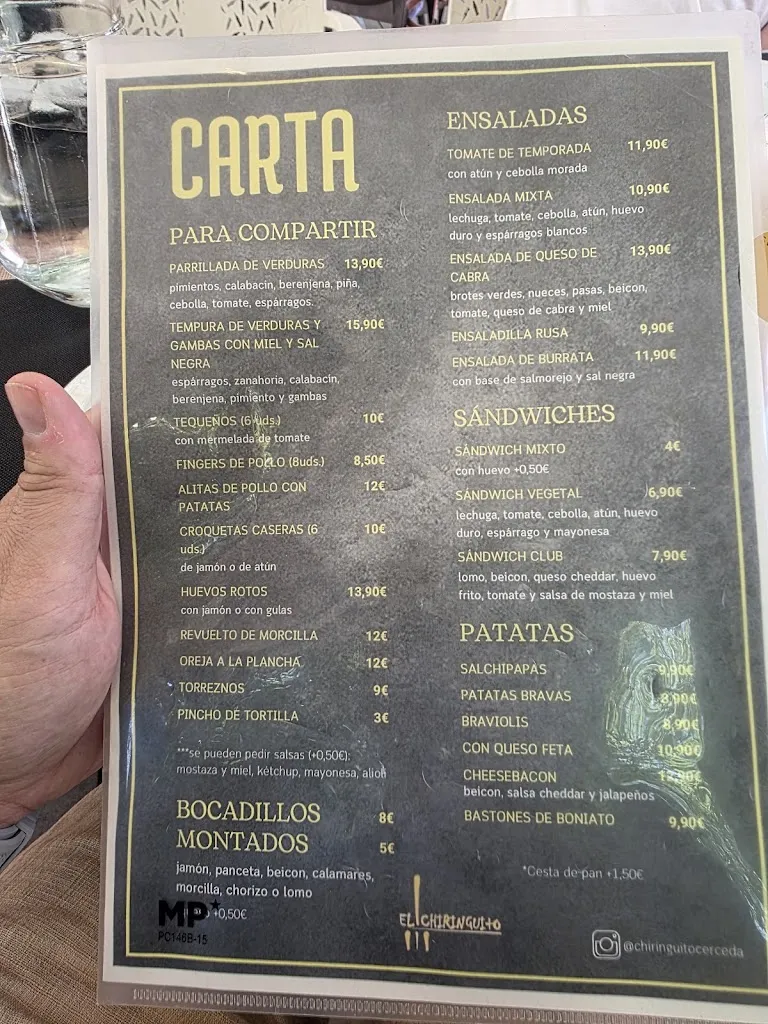 CARTA
PARA COMPARTIR
PARRILLADA DE VERDURAS 13,90€
pimientos, calabacin, berenjena, piña,
cebolla, tomate, espárragos.
TEMPURA DE VERDURAS Y 15,90€
GAMBAS CON MIEL Y SAL
NEGRA
espárragos, zanahoria, calabacin,
berenjena, pimiento y gambas
TEQUEÑOS (6 uds.) 10€
con mermelada de tomate
FINGERS DE POLLO (8uds.) 8,50€
ALITAS DE POLLO CON 12€
PATATAS
CROQUETAS CASERAS (6 10€
uds.)
de jamón o de atún
HUEVOS ROTOS 13,90€
con jamón o con gulas
REVUELTO DE MORCILLA 12€
OREJA A LA PLANCHA 12€
TORREZNOS 9€
PINCHO DE TORTILLA 3€
***se pueden pedir salsas (+0,50€):
mostaza y miel, kétchup, mayonesa, alioli
BOCADILLOS 8€
MONTADOS 5€
jamón, panceta, beicon, calamares,
morcilla, chorizo o lomo
+0,50€
MP
PC146B-15
ENSALADAS
TOMATE DE TEMPORADA 11,90€
con atún y cebolla morada
ENSALADA MIXTA 10,90€
lechuga, tomate, cebolla, atún, huevo
duro y espárragos blancos
ENSALADA DE QUESO DE 13,90€
CABRA
brotes verdes, nueces, pasas, beicon,
tomate, queso de cabra y miel
ENSALADILLA RUSA 9,90€
ENSALADA DE BURRATA 11,90€
con base de salmorejo y sal negra
SÁNDWICHES
SÁNDWICH MIXTO 4€
con huevo +0,50€
SÁNDWICH VEGETAL 6,90€
lechuga, tomate, cebolla, atún, huevo
duro, espárrago y mayonesa
SÁNDWICH CLUB 7,90€
lomo, beicon, queso cheddar, huevo
frito, tomate y salsa de mostaza y miel
PATATAS
SALCHIPAPAS 9,90€
PATATAS BRAVAS 8,90€
BRAVIOLIS 8,90€
CON QUESO FETA 10,90€
CHEESEBACON
beicon, salsa cheddar y jalapeños
BASTONES DE BONIATO 9,90€
*Cesta de pan +1,50€
EL CHIRINGUITO
@chiringuitocerceda